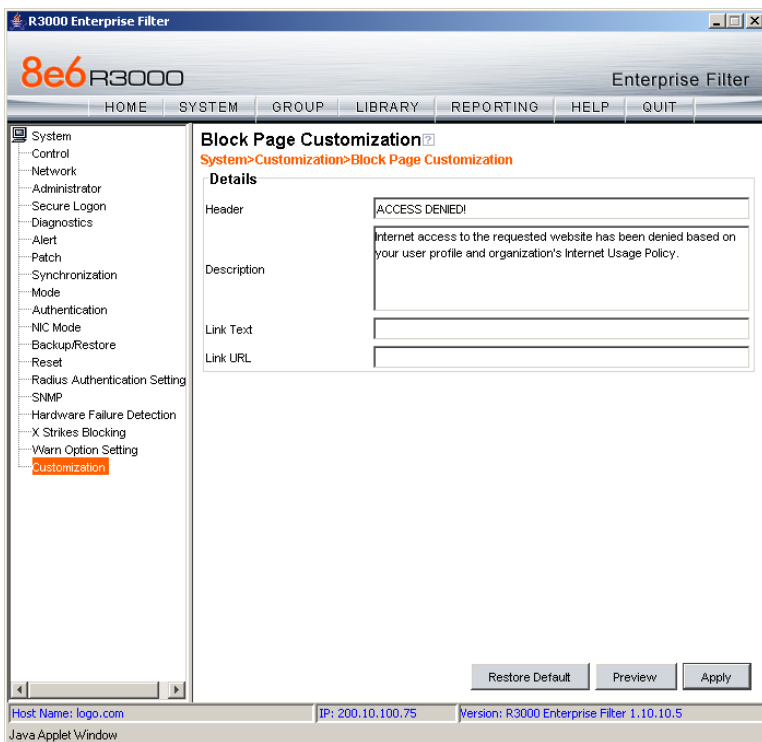 R3000 Enterprise Filter
8e6 R3000
Enterprise Filter
HOME SYSTEM GROUP LIBRARY REPORTING HELP QUIT
System
Control
Network
Administrator
Secure Logon
Diagnostics
Alert
Patch
Synchronization
Mode
Authentication
NIC Mode
Backup/Restore
Reset
Radius Authentication Setting
SNMP
Hardware Failure Detection
X Strikes Blocking
Warn Option Setting
Customization
Block Page Customization?
System>Customization>Block Page Customization
Details
Header
ACCESS DENIED!
Description
Internet access to the requested website has been denied based on
your user profile and organization's Internet Usage Policy.
Link Text
Link URL
Restore Default
Preview
Apply
Host Name: logo.com
IP: 200.10.100.75
Version: R3000 Enterprise Filter 1.10.10.5
Java Applet Window